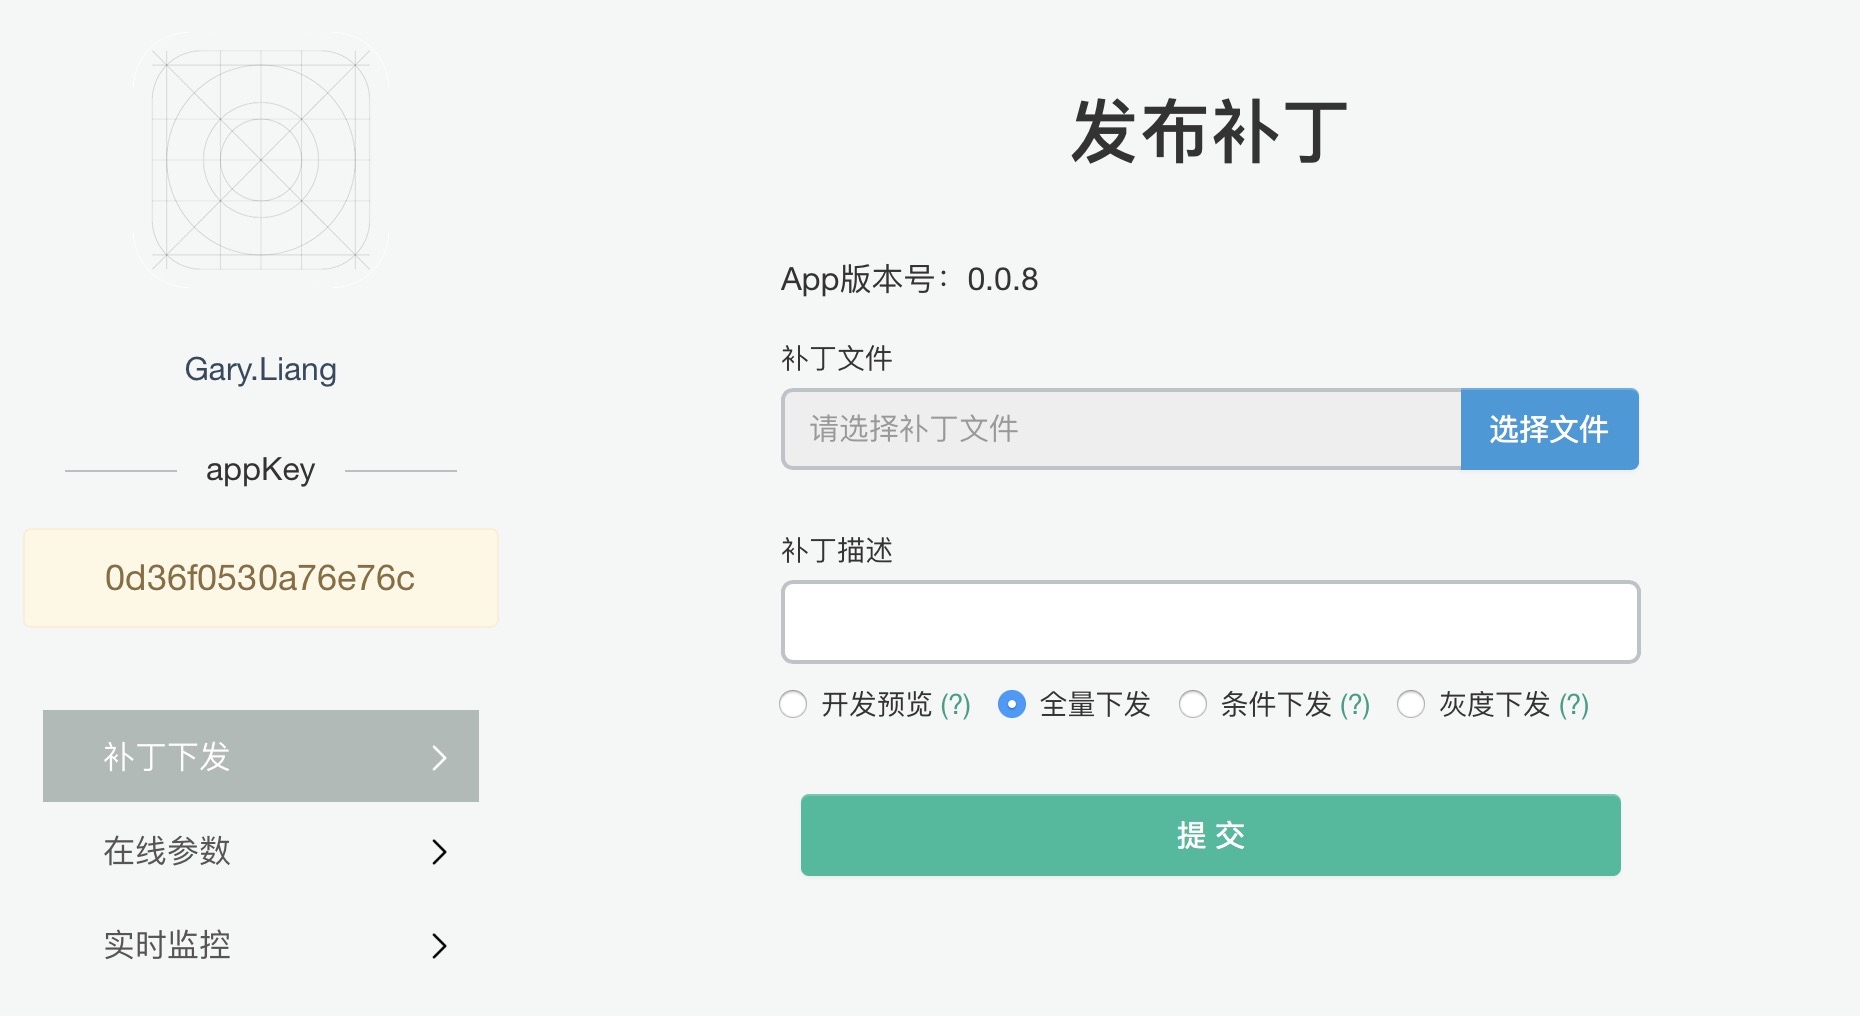 Gary.Liang
appKey
0d36f0530a76e76c
补丁下发
在线参数
实时监控
发布补丁
App版本号：0.0.8
补丁文件
请选择补丁文件 选择文件
补丁描述
开发预览 (?) 全量下发 条件下发 (?) 灰度下发 (?)
提 交